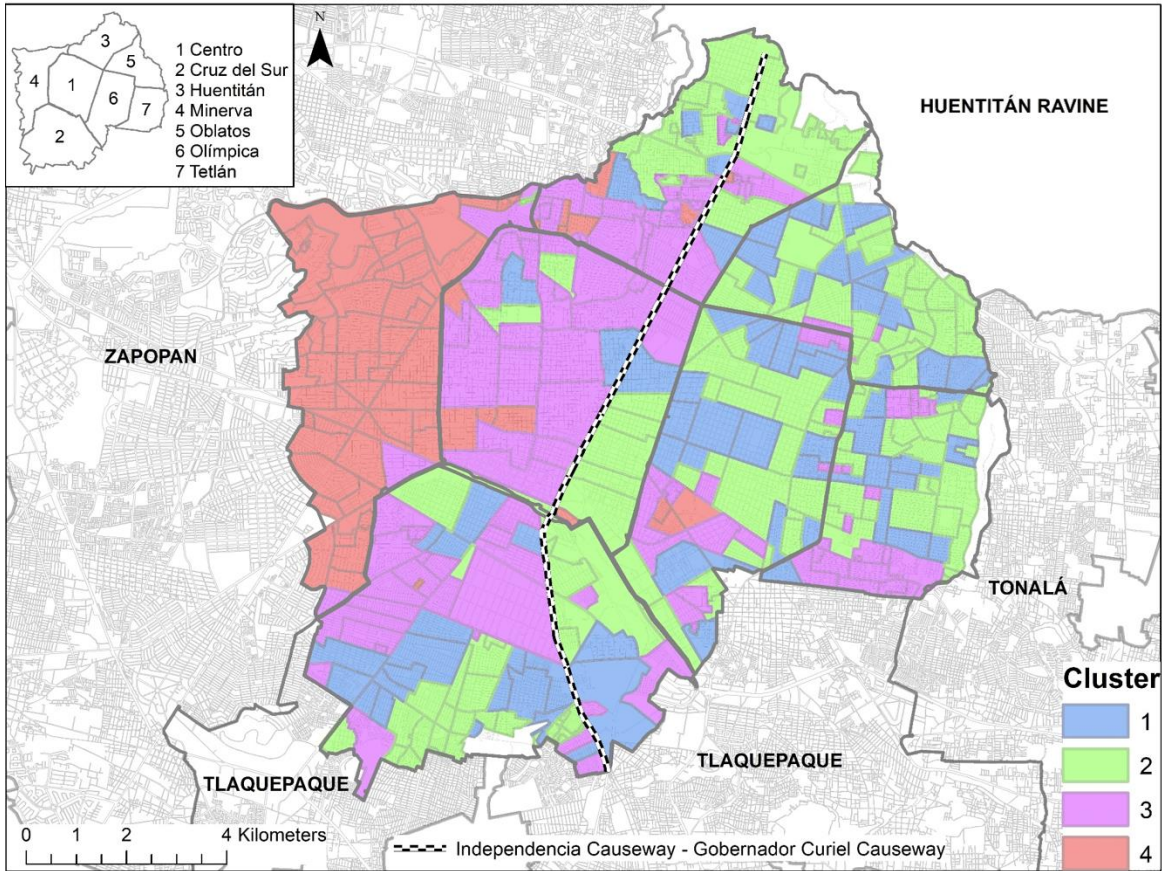 3
5
4
1
6
7
2
1 Centro
2 Cruz del Sur
3 Huentitán
4 Minerva
5 Oblatos
6 Olímpica
7 Tetlán
N
HUENTITÁN RAVINE
ZAPOPAN
TONALÁ
TLAQUEPAQUE
TLAQUEPAQUE
Cluster
1
2
3
4
0 1 2 4 Kilometers
Independencia Causeway - Gobernador Curiel Causeway